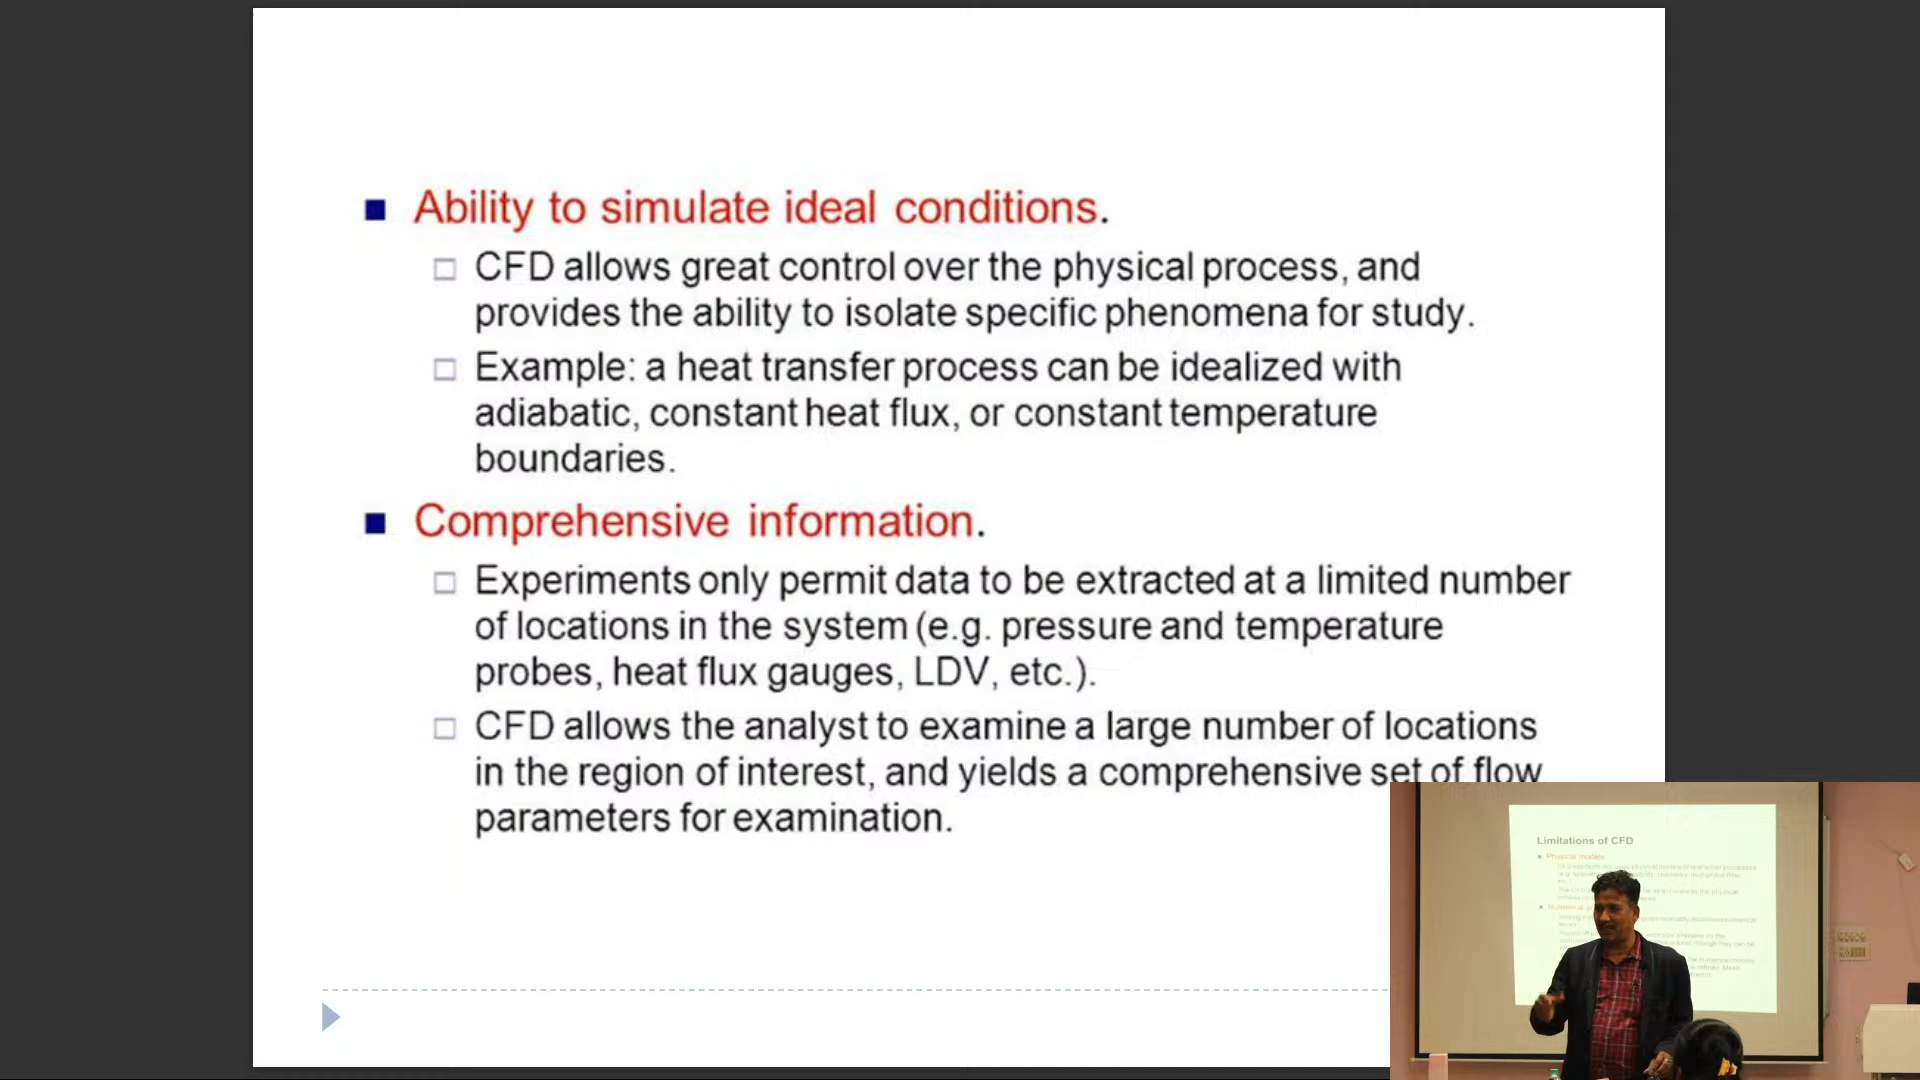 Ability to simulate ideal conditions.
CFD allows great control over the physical process, and
provides the ability to isolate specific phenomena for study.
Example: a heat transfer process can be idealized with
adiabatic, constant heat flux, or constant temperature
boundaries.
Comprehensive information.
Experiments only permit data to be extracted at a limited number
of locations in the system (e.g. pressure and temperature
probes, heat flux gauges, LDV, etc.).
CFD allows the analyst to examine a large number of locations
in the region of interest, and yields a comprehensive set of flow
parameters for examination.
Limitations of CFD
Physical models